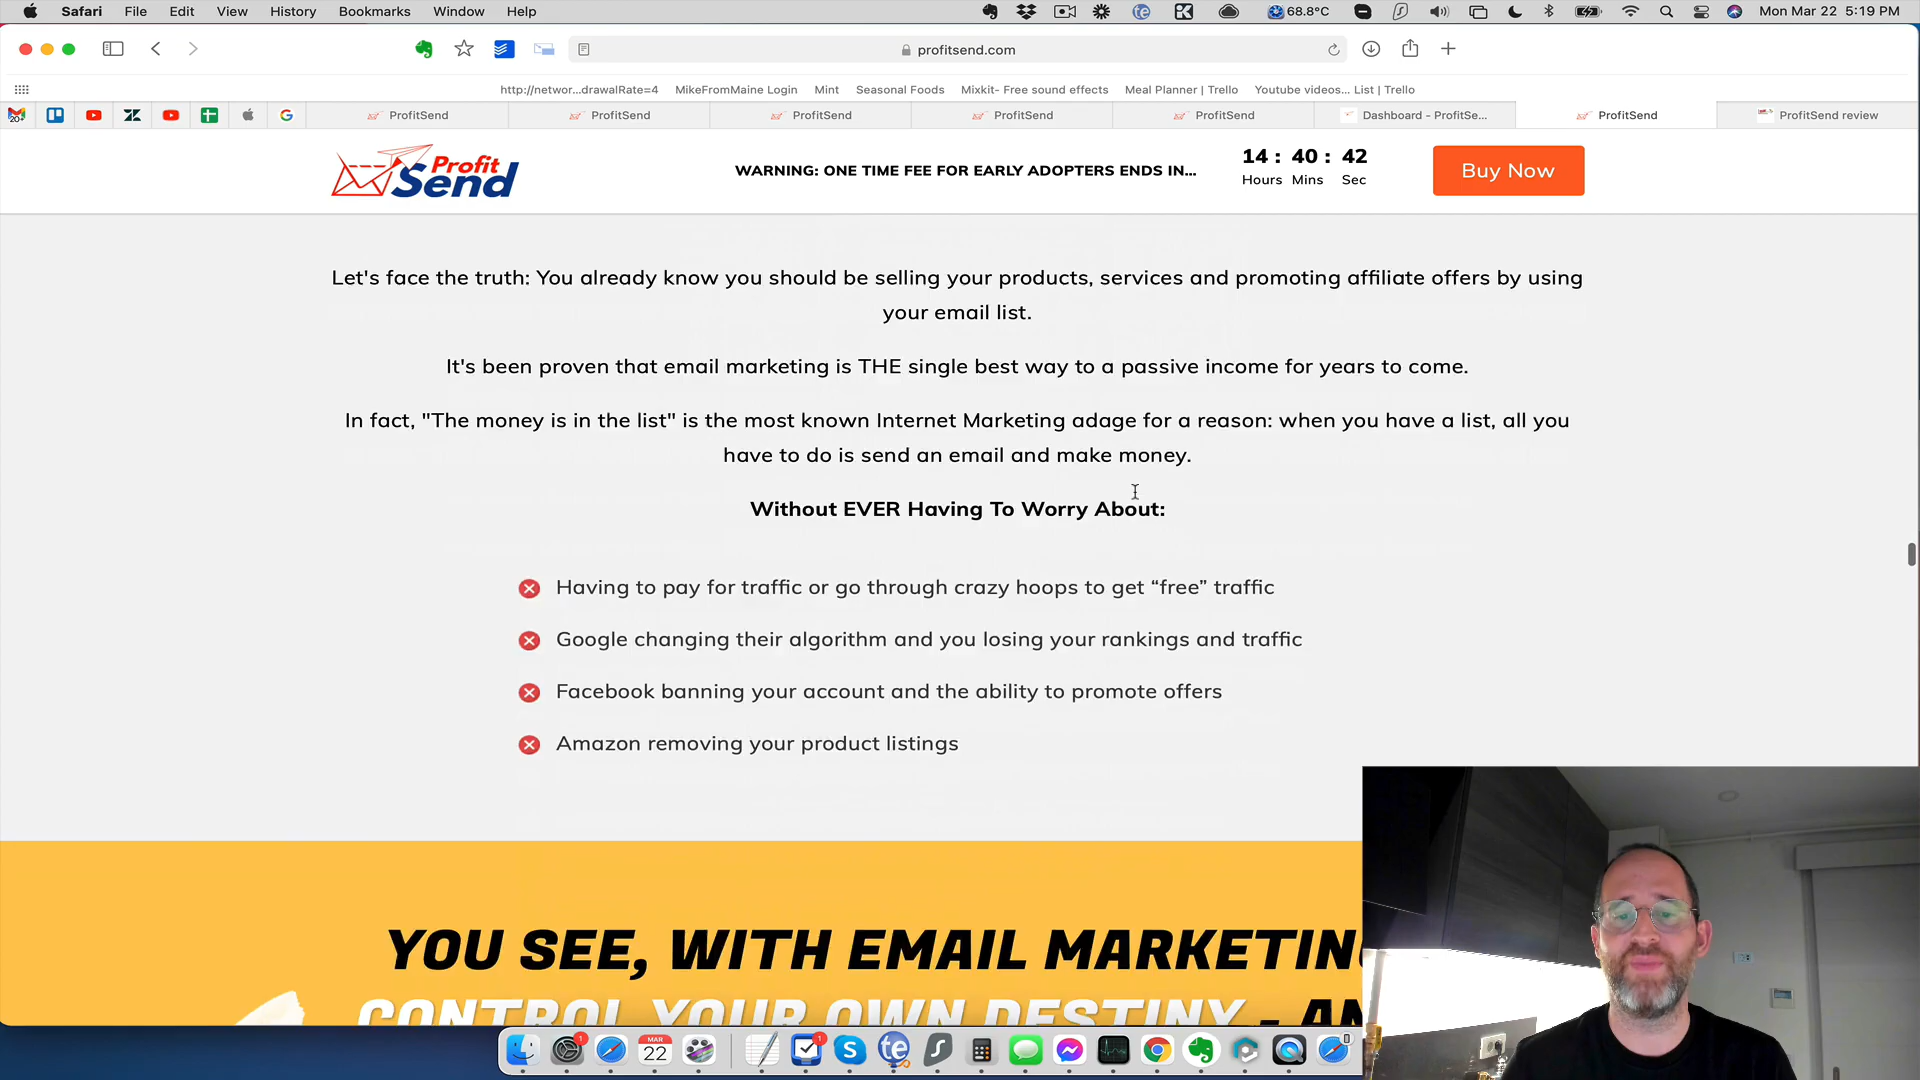 Safari File Edit View History Bookmarks Window Help 68.8°C Mon Mar 22 5:19 PM
profitsend.com
http://networ...drawalRate=4 MikeFromMaine Login Mint Seasonal Foods Mixkit- Free sound effects Meal Planner | Trello Youtube videos... List | Trello
20+ ProfitSend ProfitSend ProfitSend ProfitSend ProfitSend Dashboard - ProfitSe... ProfitSend ProfitSend review
Profit
Send
WARNING: ONE TIME FEE FOR EARLY ADOPTERS ENDS IN...
14 : 40 : 42
Hours Mins Sec
Buy Now
Let's face the truth: You already know you should be selling your products, services and promoting affiliate offers by using
your email list.
It's been proven that email marketing is THE single best way to a passive income for years to come.
In fact, "The money is in the list" is the most known Internet Marketing adage for a reason: when you have a list, all you
have to do is send an email and make money.
Without EVER Having To Worry About:
Having to pay for traffic or go through crazy hoops to get “free” traffic
Google changing their algorithm and you losing your rankings and traffic
Facebook banning your account and the ability to promote offers
Amazon removing your product listings
YOU SEE, WITH EMAIL MARKETIN
CONTROL YOUR OWN DESTINY - AN
MAR
22
1
1